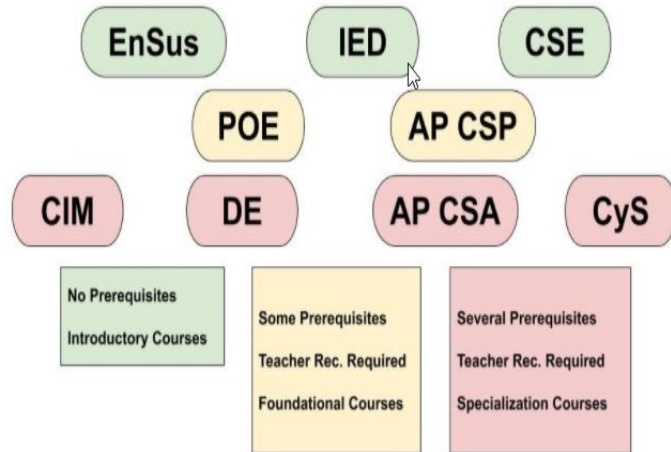 EnSus IED CSE
POE AP CSP
CIM DE AP CSA CyS
No Prerequisites
Introductory Courses
Some Prerequisites
Teacher Rec. Required
Foundational Courses
Several Prerequisites
Teacher Rec. Required
Specialization Courses